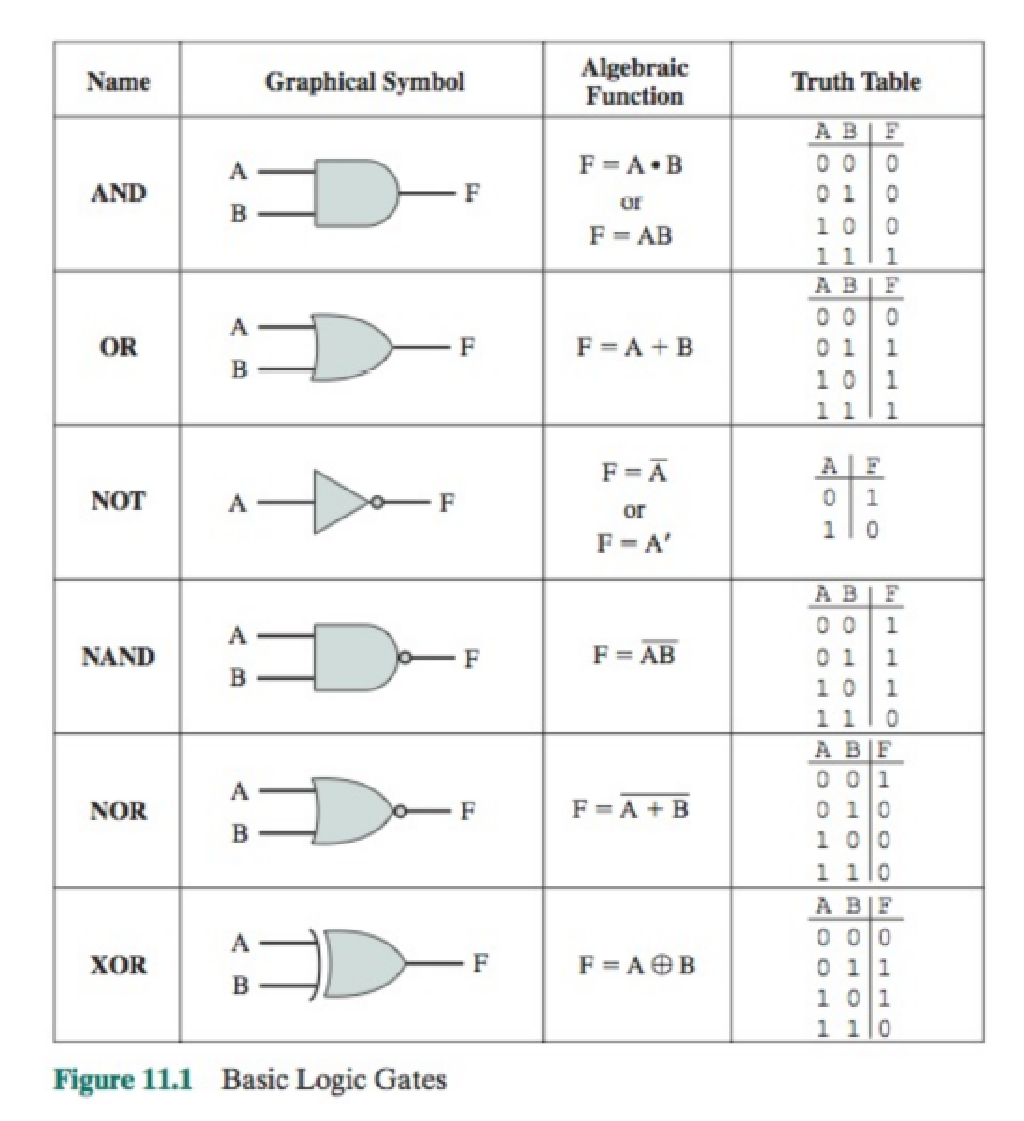 Name Graphical Symbol Algebraic Function Truth Table
AND
A
B
F
F = A • B
or
F = AB
A B F
0 0 0
0 1 0
1 0 0
1 1 1
OR
A
B
F
F = A + B
A B F
0 0 0
0 1 1
1 0 1
1 1 1
NOT
A
F
F = A̅
or
F = A′
A F
0 1
1 0
NAND
A
B
F
F = A̅B̅
A B F
0 0 1
0 1 1
1 0 1
1 1 0
NOR
A
B
F
F = A̅ ̅+̅ ̅B̅
A B F
0 0 1
0 1 0
1 0 0
1 1 0
XOR
A
B
F
F = A ⊕ B
A B F
0 0 0
0 1 1
1 0 1
1 1 0
Figure 11.1 Basic Logic Gates